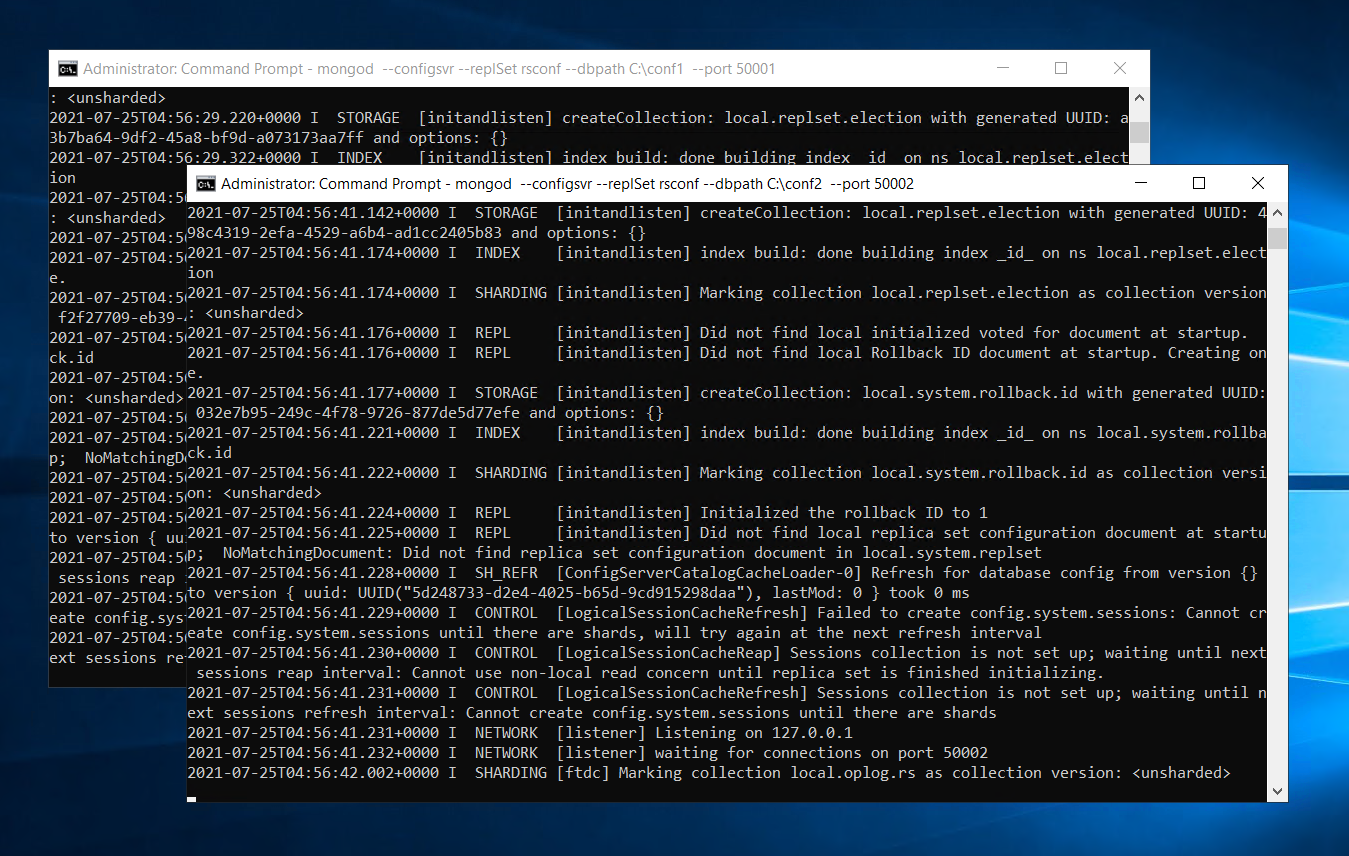 Administrator: Command Prompt - mongod --configsvr --replSet rsconf --dbpath C:\conf1 --port 50001
: <unsharded>
2021-07-25T04:56:29.220+0000 I  STORAGE  [initandlisten] createCollection: local.replset.election with generated UUID: a
3b7ba64-9df2-45a8-bf9d-a073173aa7ff and options: {}
2021-07-25T04:56:29.322+0000 I  INDEX    [initandlisten] index build: done building index _id_ on ns local.replset.elect
ion
2021-07-25T04:5
: <unsharded>
2021-07-25T04:5
2021-07-25T04:5
e.
2021-07-25T04:5
f2f27709-eb39-4
2021-07-25T04:5
ck.id
2021-07-25T04:5
on: <unsharded>
2021-07-25T04:5
2021-07-25T04:5
p;  NoMatchingDo
2021-07-25T04:5
2021-07-25T04:5
2021-07-25T04:5
to version { uu
2021-07-25T04:5
sessions reap
2021-07-25T04:5
eate config.sys
2021-07-25T04:5
ext sessions re
Administrator: Command Prompt - mongod --configsvr --replSet rsconf --dbpath C:\conf2 --port 50002
2021-07-25T04:56:41.142+0000 I  STORAGE  [initandlisten] createCollection: local.replset.election with generated UUID: 4
98c4319-2efa-4529-a6b4-ad1cc2405b83 and options: {}
2021-07-25T04:56:41.174+0000 I  INDEX    [initandlisten] index build: done building index _id_ on ns local.replset.elect
ion
2021-07-25T04:56:41.174+0000 I  SHARDING [initandlisten] Marking collection local.replset.election as collection version
: <unsharded>
2021-07-25T04:56:41.176+0000 I  REPL     [initandlisten] Did not find local initialized voted for document at startup.
2021-07-25T04:56:41.176+0000 I  REPL     [initandlisten] Did not find local Rollback ID document at startup. Creating on
e.
2021-07-25T04:56:41.177+0000 I  STORAGE  [initandlisten] createCollection: local.system.rollback.id with generated UUID:
032e7b95-249c-4f78-9726-877de5d77efe and options: {}
2021-07-25T04:56:41.221+0000 I  INDEX    [initandlisten] index build: done building index _id_ on ns local.system.rollba
ck.id
2021-07-25T04:56:41.222+0000 I  SHARDING [initandlisten] Marking collection local.system.rollback.id as collection versi
on: <unsharded>
2021-07-25T04:56:41.224+0000 I  REPL     [initandlisten] Initialized the rollback ID to 1
2021-07-25T04:56:41.225+0000 I  REPL     [initandlisten] Did not find local replica set configuration document at startu
p;  NoMatchingDocument: Did not find replica set configuration document in local.system.replset
2021-07-25T04:56:41.228+0000 I  SH_REFR  [ConfigServerCatalogCacheLoader-0] Refresh for database config from version {}
to version { uuid: UUID("5d248733-d2e4-4025-b65d-9cd915298daa"), lastMod: 0 } took 0 ms
2021-07-25T04:56:41.229+0000 I  CONTROL  [LogicalSessionCacheRefresh] Failed to create config.system.sessions: Cannot cr
eate config.system.sessions until there are shards, will try again at the next refresh interval
2021-07-25T04:56:41.230+0000 I  CONTROL  [LogicalSessionCacheReap] Sessions collection is not set up; waiting until next
sessions reap interval: Cannot use non-local read concern until replica set is finished initializing.
2021-07-25T04:56:41.231+0000 I  CONTROL  [LogicalSessionCacheRefresh] Sessions collection is not set up; waiting until n
ext sessions refresh interval: Cannot create config.system.sessions until there are shards
2021-07-25T04:56:41.231+0000 I  NETWORK  [listener] Listening on 127.0.0.1
2021-07-25T04:56:41.232+0000 I  NETWORK  [listener] waiting for connections on port 50002
2021-07-25T04:56:42.002+0000 I  SHARDING [ftdc] Marking collection local.oplog.rs as collection version: <unsharded>